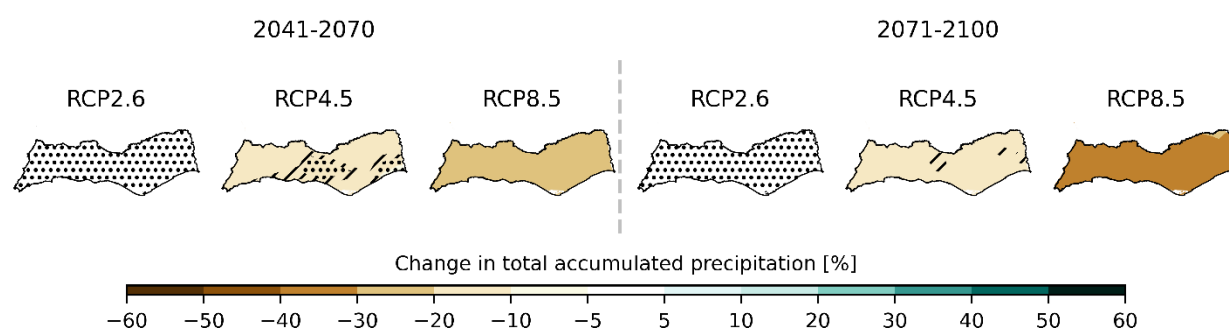 2041-2070 2071-2100
RCP2.6 RCP4.5 RCP8.5 RCP2.6 RCP4.5 RCP8.5
Change in total accumulated precipitation [%]
−60 −50 −40 −30 −20 −10 −5 5 10 20 30 40 50 60